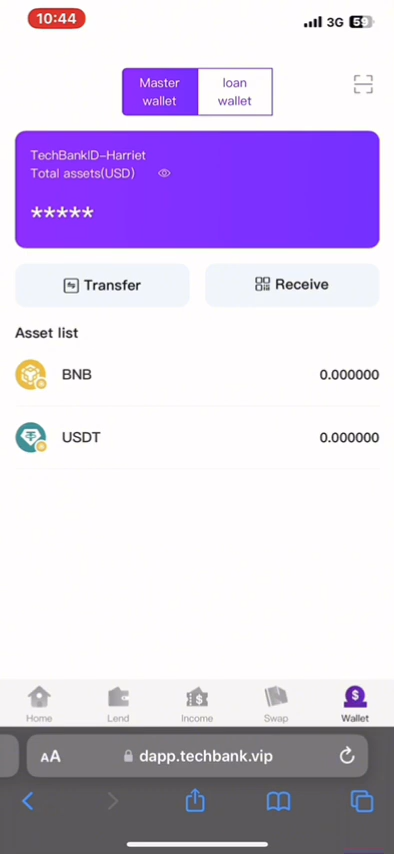 10:44
3G 59
Master wallet
loan wallet
TechBankID-Harriet
Total assets(USD)
*****
Transfer
Receive
Asset list
BNB 0.000000
USDT 0.000000
Home Lend Income Swap Wallet
AA dapp.techbank.vip